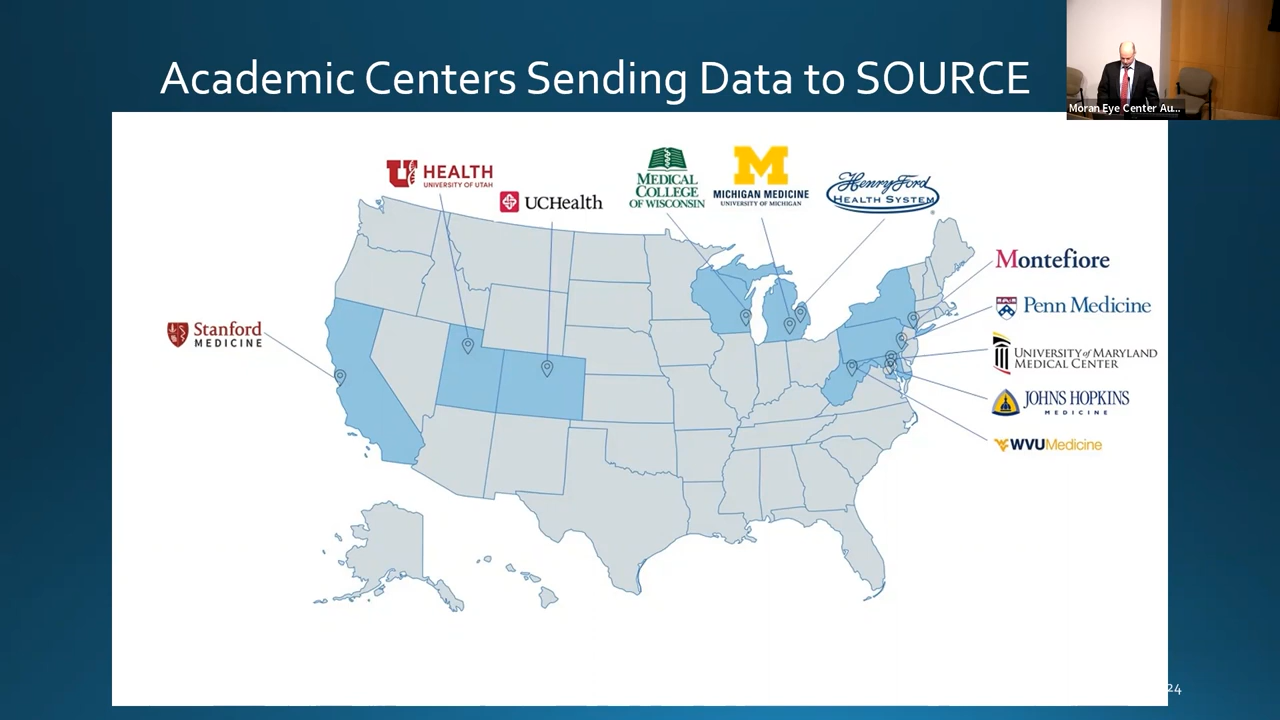 Academic Centers Sending Data to SOURCE
Moran Eye Center Au...
U HEALTH
UNIVERSITY OF UTAH
UCHealth
MEDICAL
COLLEGE
OF WISCONSIN
M
MICHIGAN MEDICINE
UNIVERSITY OF MICHIGAN
Henry Ford
HEALTH SYSTEM
Montefiore
Penn Medicine
UNIVERSITY of MARYLAND
MEDICAL CENTER
JOHNS HOPKINS
MEDICINE
WVUMedicine
Stanford
MEDICINE
24